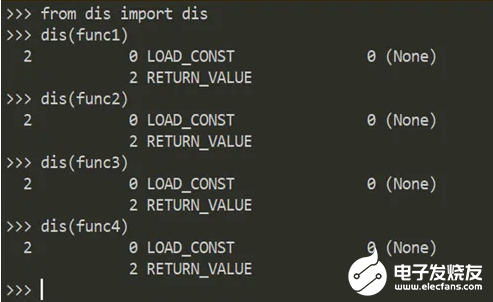 >>> from dis import dis
>>> dis(func1)
  2           0 LOAD_CONST               0 (None)
              2 RETURN_VALUE
>>> dis(func2)
  2           0 LOAD_CONST               0 (None)
              2 RETURN_VALUE
>>> dis(func3)
  2           0 LOAD_CONST               0 (None)
              2 RETURN_VALUE
>>> dis(func4)
  2           0 LOAD_CONST               0 (None)
              2 RETURN_VALUE
>>>
电子发烧友
www.elecfans.com